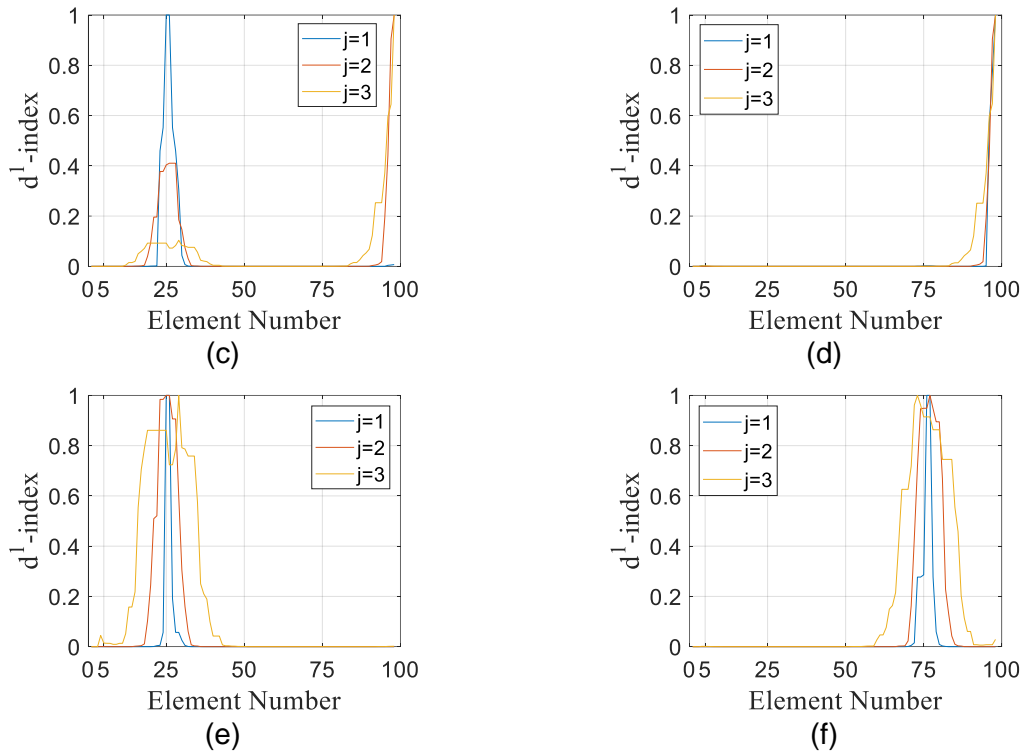 1
0.8
0.6
0.4
0.2
0
d¹-index
j=1
j=2
j=3
0 5 25 50 75 100
Element Number
(c)
1
0.8
0.6
0.4
0.2
0
d¹-index
j=1
j=2
j=3
0 5 25 50 75 100
Element Number
(d)
1
0.8
0.6
0.4
0.2
0
d¹-index
j=1
j=2
j=3
0 5 25 50 75 100
Element Number
(e)
1
0.8
0.6
0.4
0.2
0
d¹-index
j=1
j=2
j=3
0 5 25 50 75 100
Element Number
(f)